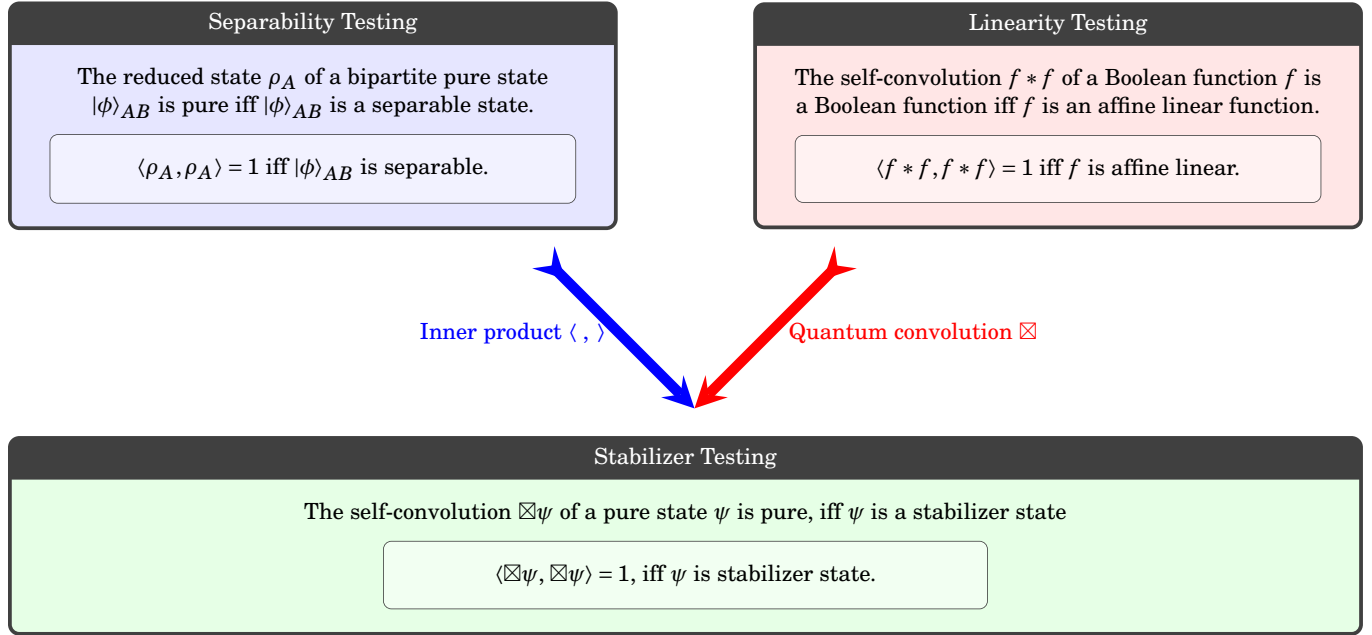 Separability Testing
The reduced state ρ_A of a bipartite pure state
|ϕ⟩_AB is pure iff |ϕ⟩_AB is a separable state.
⟨ρ_A, ρ_A⟩ = 1 iff |ϕ⟩_AB is separable.
Linearity Testing
The self-convolution f ∗ f of a Boolean function f is
a Boolean function iff f is an affine linear function.
⟨f ∗ f, f ∗ f⟩ = 1 iff f is affine linear.
Inner product ⟨ , ⟩
Quantum convolution ⊠
Stabilizer Testing
The self-convolution ⊠ψ of a pure state ψ is pure, iff ψ is a stabilizer state
⟨⊠ψ, ⊠ψ⟩ = 1, iff ψ is stabilizer state.